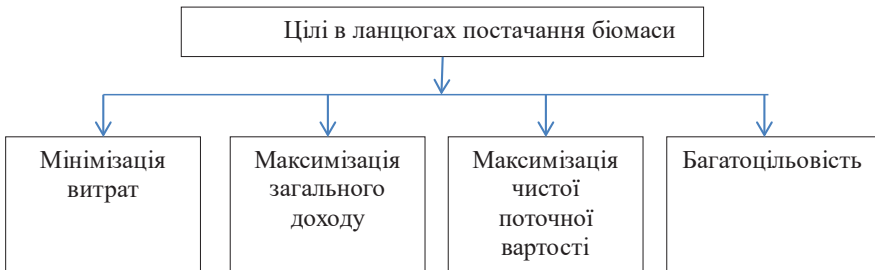 Цілі в ланцюгах постачання біомаси
Мінімізація
витрат
Максимізація
загального
доходу
Максимізація
чистої
поточної
вартості
Багатоцільовість